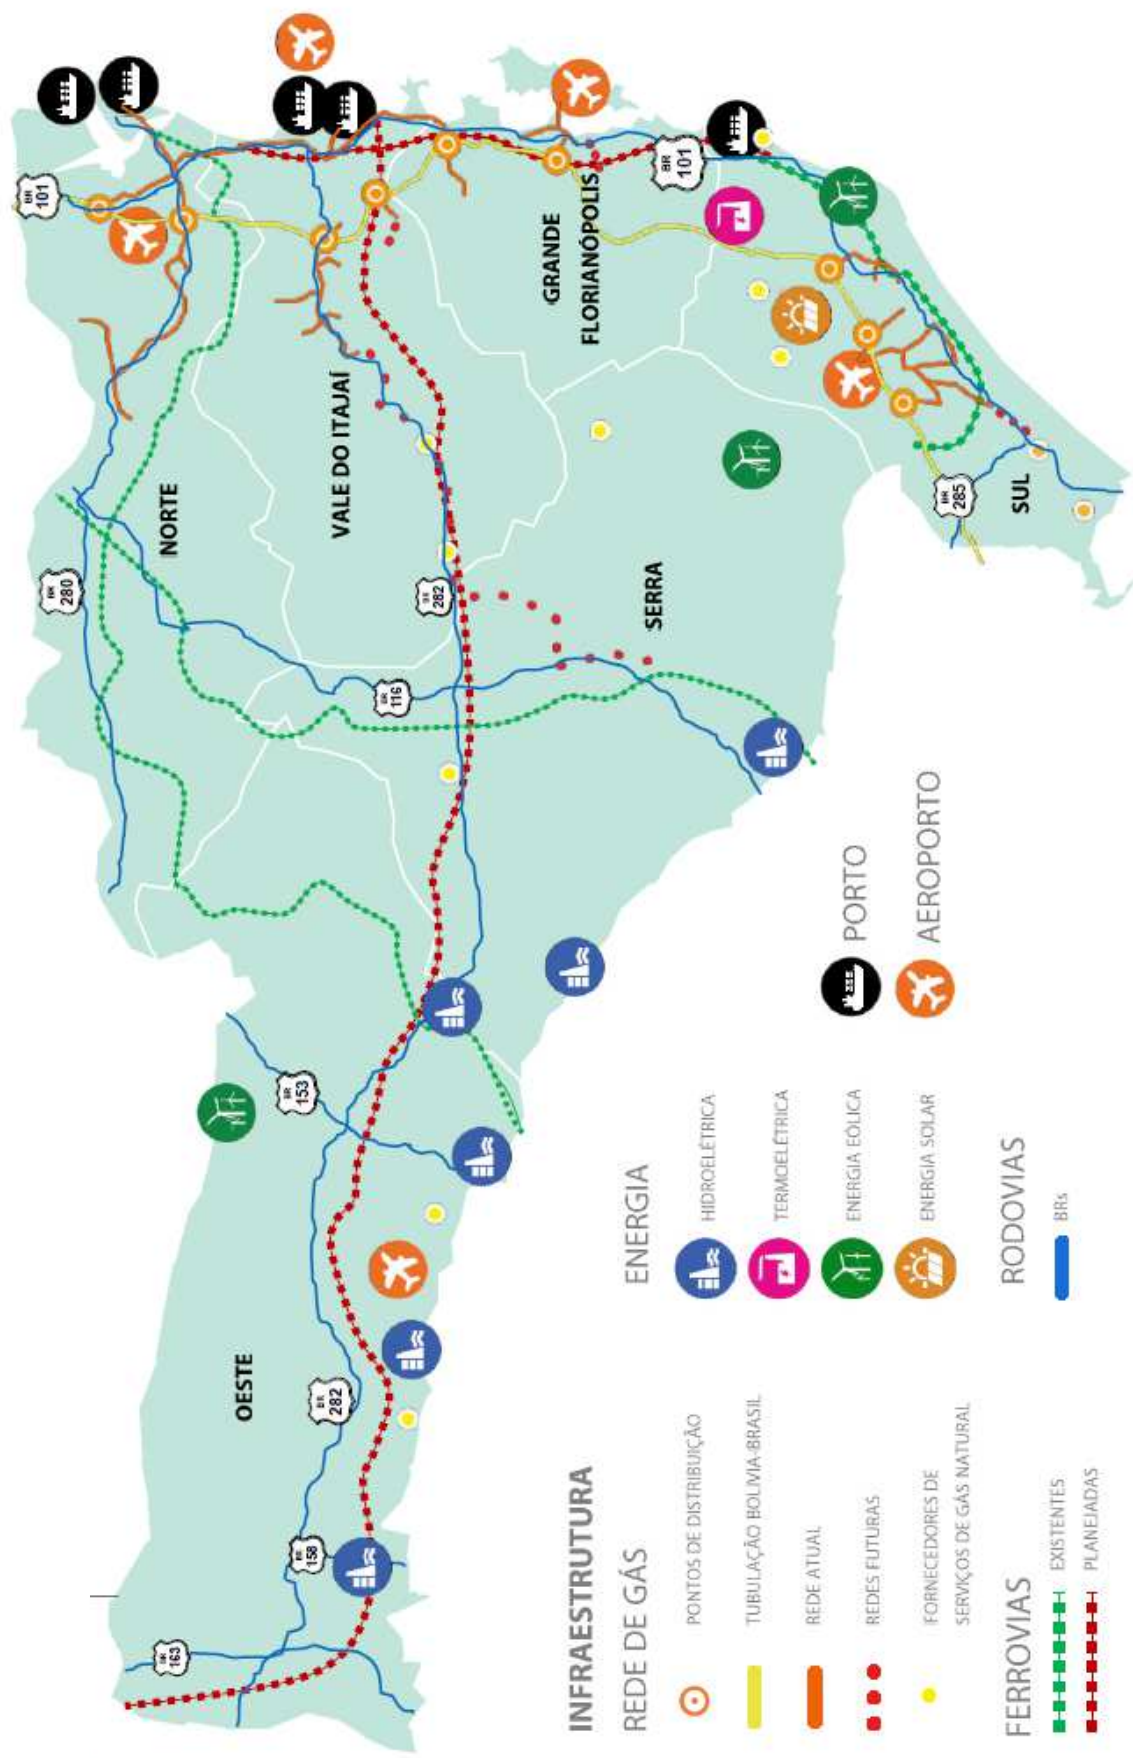 OESTE
NORTE
VALE DO ITAJAÍ
GRANDE
FLORIANÓPOLIS
SERRA
SUL
BR
163
BR
158
BR
282
BR
153
BR
116
BR
282
BR
280
BR
101
BR
101
BR
285
INFRAESTRUTURA
REDE DE GÁS
PONTOS DE DISTRIBUIÇÃO
TUBULAÇÃO BOLIVIA-BRASIL
REDE ATUAL
REDES FUTURAS
FORNECEDORES DE
SERVIÇOS DE GÁS NATURAL
FERROVIAS
EXISTENTES
PLANEJADAS
ENERGIA
HIDROELÉTRICA
TERMOELÉTRICA
ENERGIA EÓLICA
ENERGIA SOLAR
RODOVIAS
BRs
PORTO
AEROPORTO